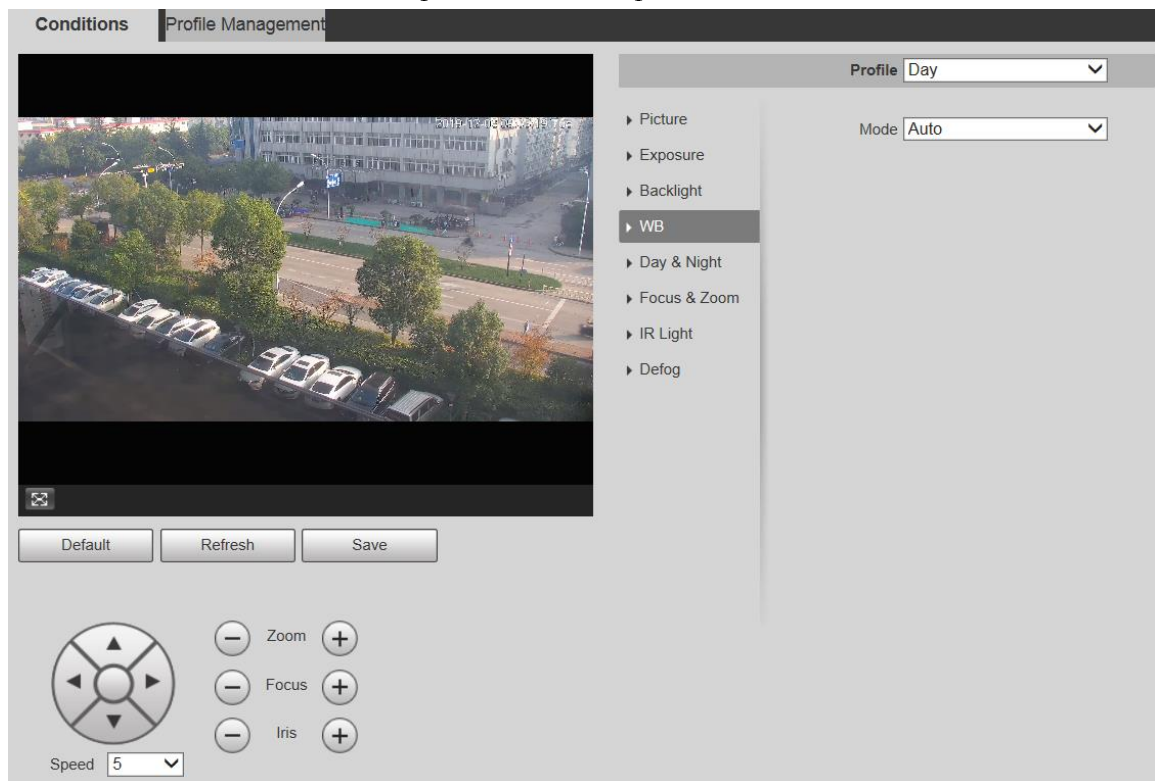 Conditions Profile Management
Profile Day
Picture
Mode Auto
Exposure
Backlight
WB
Day & Night
Focus & Zoom
IR Light
Defog
Default Refresh Save
Zoom
Focus
Iris
Speed 5